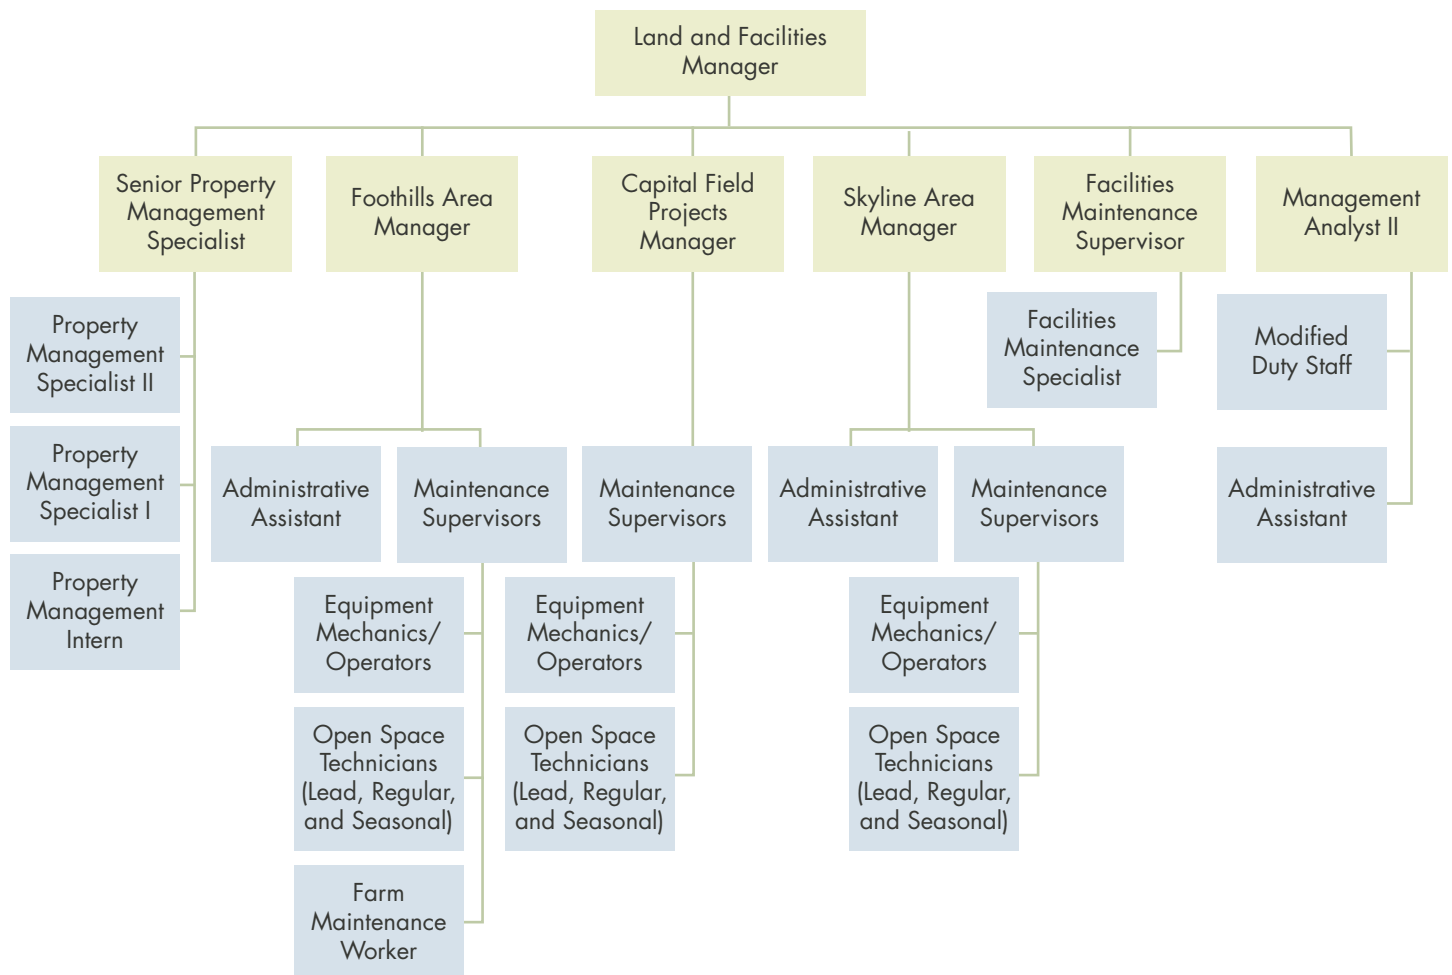 Land and Facilities
Manager
Senior Property
Management
Specialist
Foothills Area
Manager
Capital Field
Projects
Manager
Skyline Area
Manager
Facilities
Maintenance
Supervisor
Management
Analyst II
Property
Management
Specialist II
Property
Management
Specialist I
Property
Management
Intern
Administrative
Assistant
Maintenance
Supervisors
Equipment
Mechanics/
Operators
Open Space
Technicians
(Lead, Regular,
and Seasonal)
Farm
Maintenance
Worker
Maintenance
Supervisors
Equipment
Mechanics/
Operators
Open Space
Technicians
(Lead, Regular,
and Seasonal)
Administrative
Assistant
Maintenance
Supervisors
Equipment
Mechanics/
Operators
Open Space
Technicians
(Lead, Regular,
and Seasonal)
Facilities
Maintenance
Specialist
Modified
Duty Staff
Administrative
Assistant